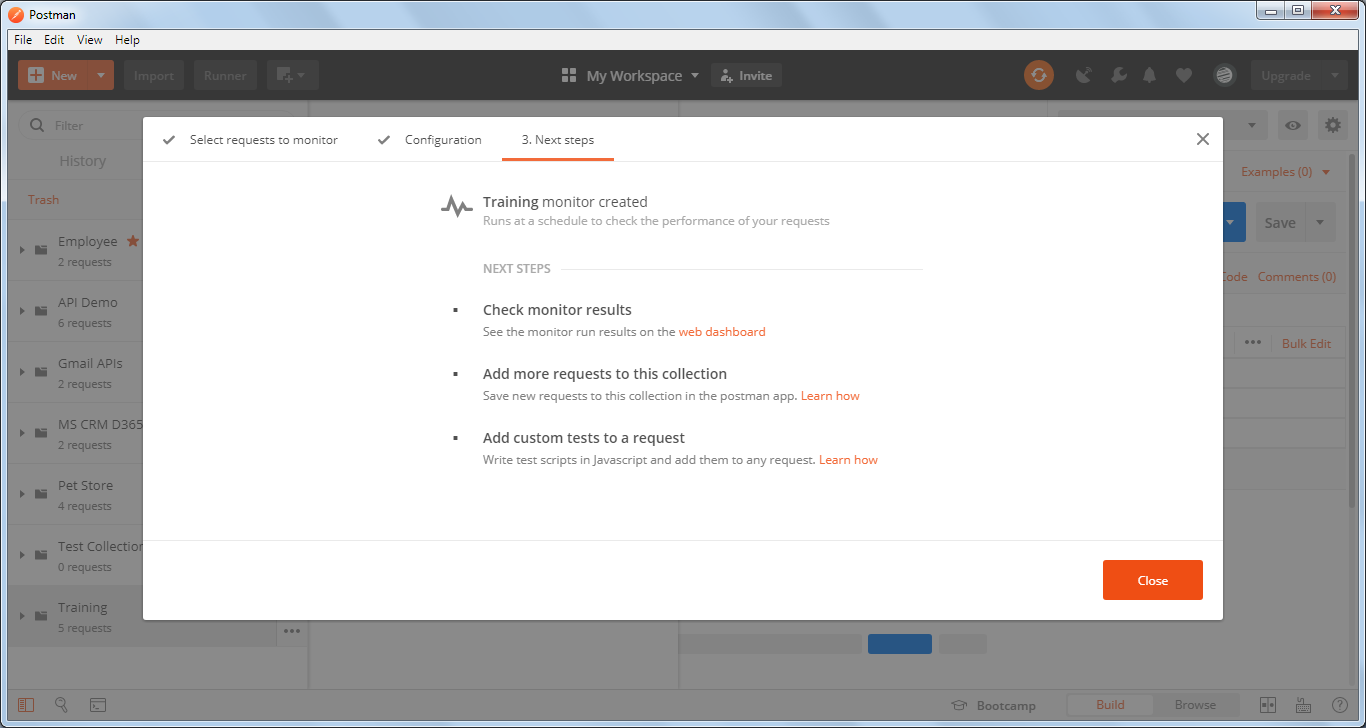 Postman
File Edit View Help
New Import Runner My Workspace Invite Upgrade
Filter
History
Trash
Employee
2 requests
API Demo
6 requests
Gmail APIs
2 requests
MS CRM D365
2 requests
Pet Store
4 requests
Test Collection
0 requests
Training
5 requests
Select requests to monitor Configuration 3. Next steps
Training monitor created
Runs at a schedule to check the performance of your requests
NEXT STEPS
Check monitor results
See the monitor run results on the web dashboard
Add more requests to this collection
Save new requests to this collection in the postman app. Learn how
Add custom tests to a request
Write test scripts in Javascript and add them to any request. Learn how
Close
Examples (0)
Save
Code Comments (0)
Bulk Edit
Bootcamp Build Browse